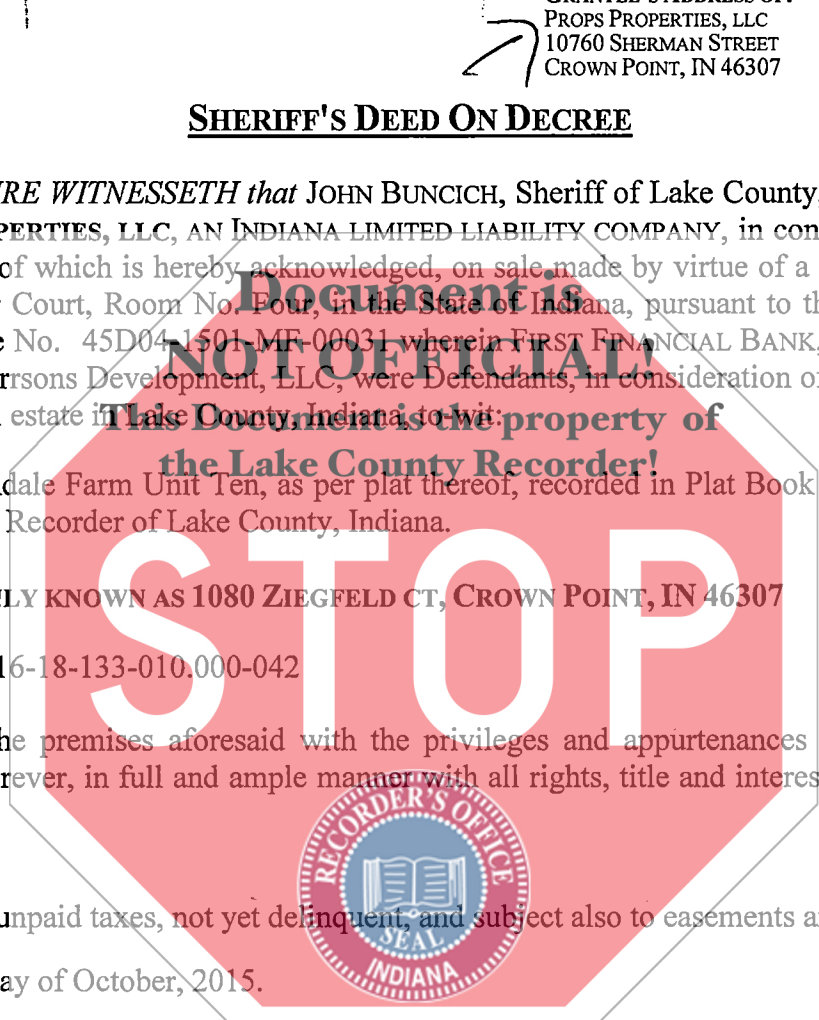 PROPS PROPERTIES, LLC
10760 SHERMAN STREET
CROWN POINT, IN 46307
SHERIFF'S DEED ON DECREE
RE WITNESSETH that JOHN BUNCICH, Sheriff of Lake County,
PERTIES, LLC, AN INDIANA LIMITED LIABILITY COMPANY, in con
of which is hereby acknowledged, on sale made by virtue of a
Court, Room No. Four, in the State of Indiana, pursuant to th
No. 45D04-1501-MF-00031 wherein FIRST FINANCIAL BANK,
rrsons Development, LLC, were Defendants, in consideration of
estate in Lake County, Indiana, to-wit:
Document is
NOT OFFICIAL!
This Document is the property of
the Lake County Recorder!
dale Farm Unit Ten, as per plat thereof, recorded in Plat Book
Recorder of Lake County, Indiana.
STOP
LY KNOWN AS 1080 ZIEGFELD CT, CROWN POINT, IN 46307
16-18-133-010.000-042
he premises aforesaid with the privileges and appurtenances
rever, in full and ample manner with all rights, title and interes
RECORDER'S OFFICE
SEAL
INDIANA
unpaid taxes, not yet delinquent, and subject also to easements a
ay of October, 2015.